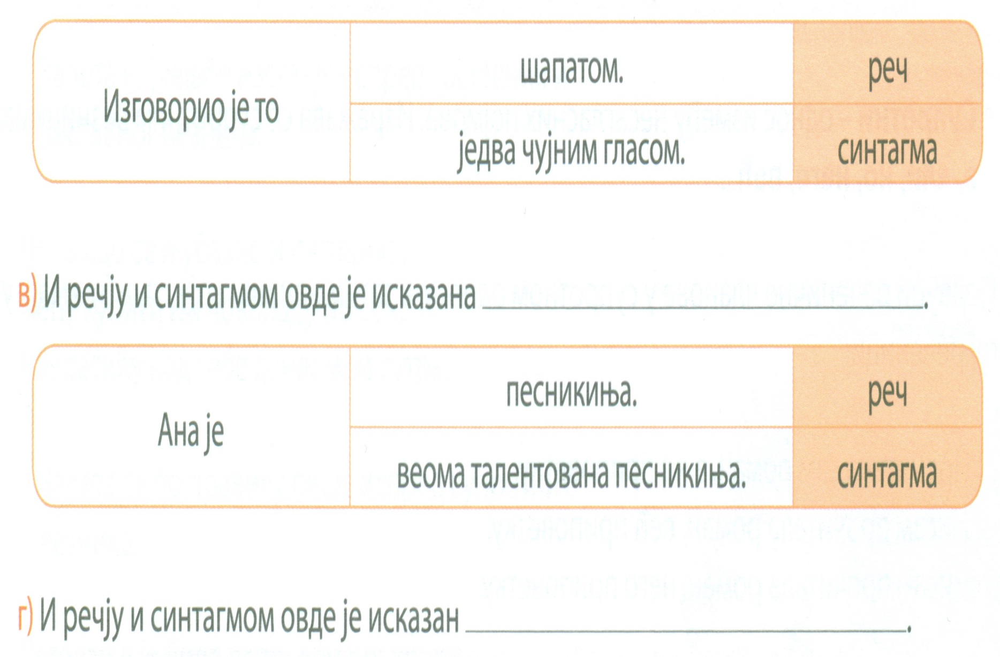 шапатом. реч
Изговорио је то
једва чујним гласом. синтагма
в) И речју и синтагмом овде је исказана ______________.
песникиња. реч
Ана је
веома талентована песникиња. синтагма
г) И речју и синтагмом овде је исказан ______________.